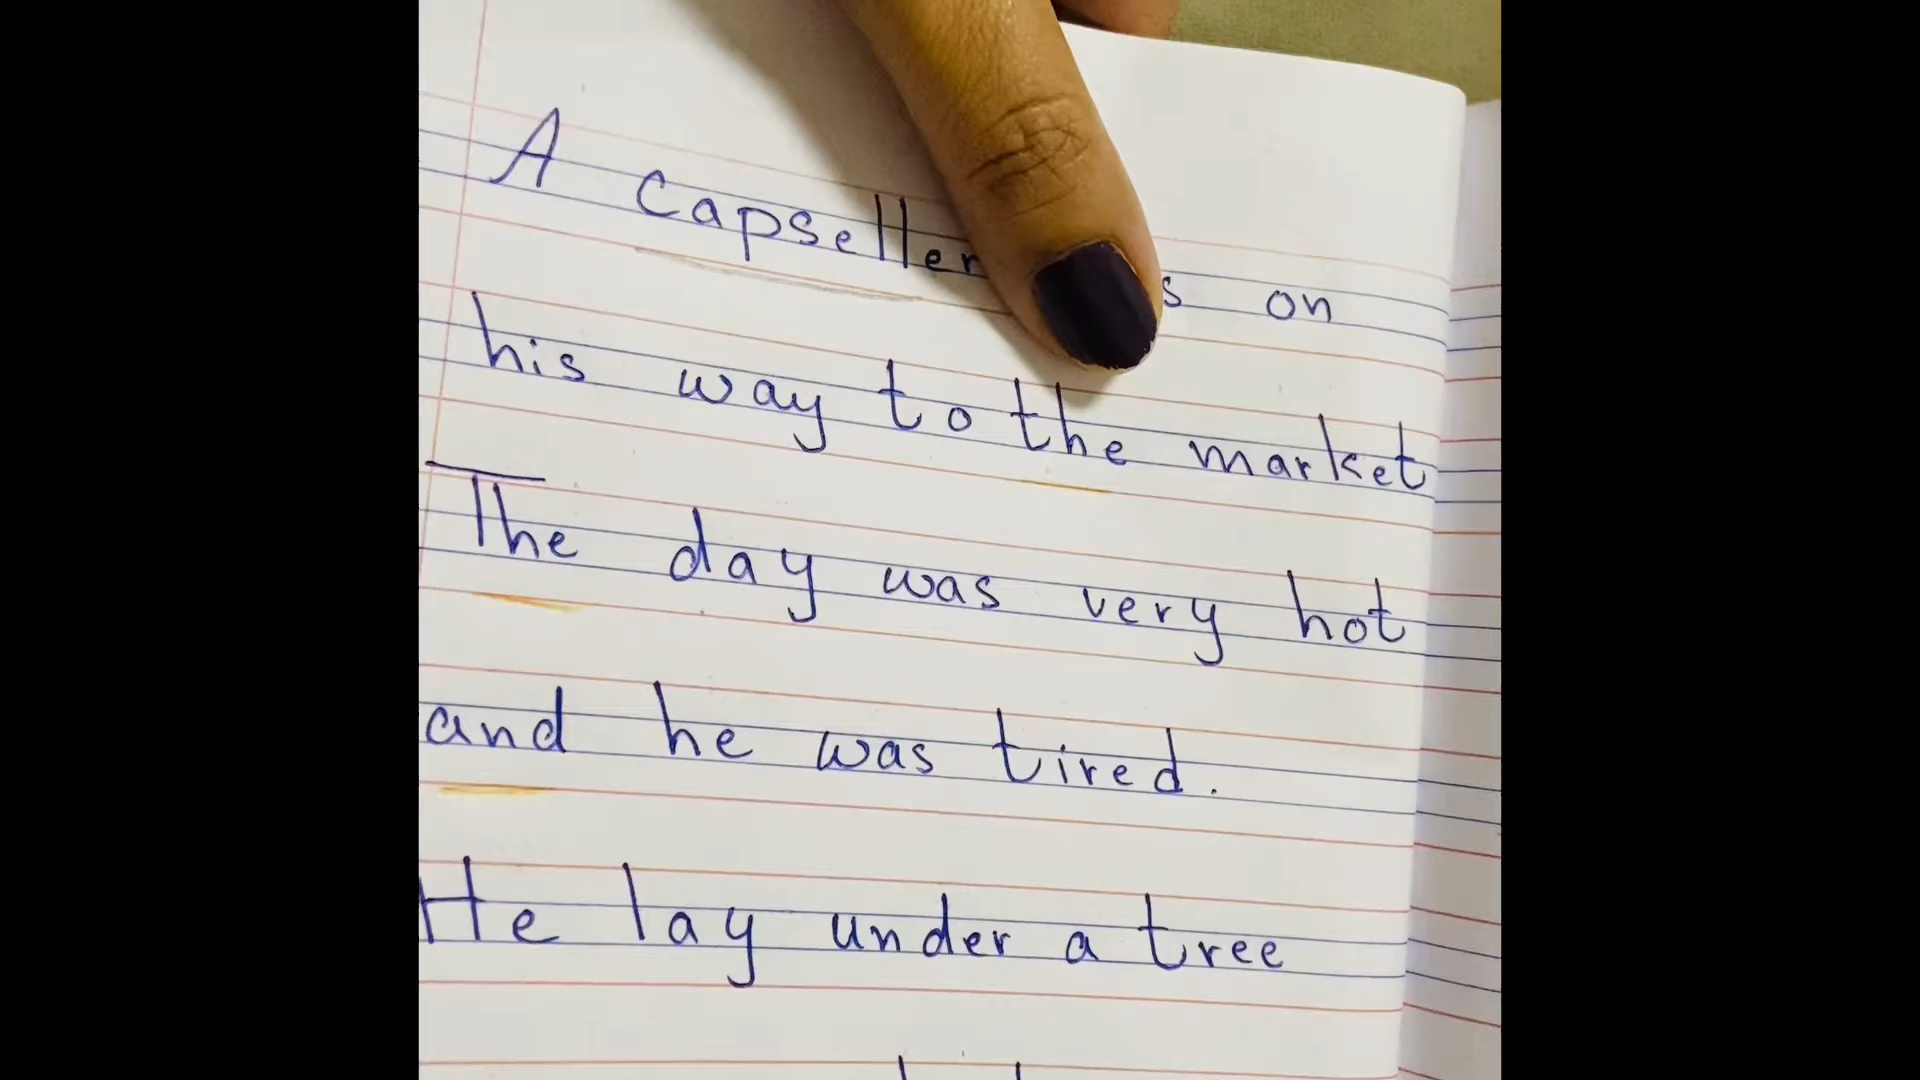 A Capseller on
his way to the market
The day was very hot
and he was tired.
He lay under a tree